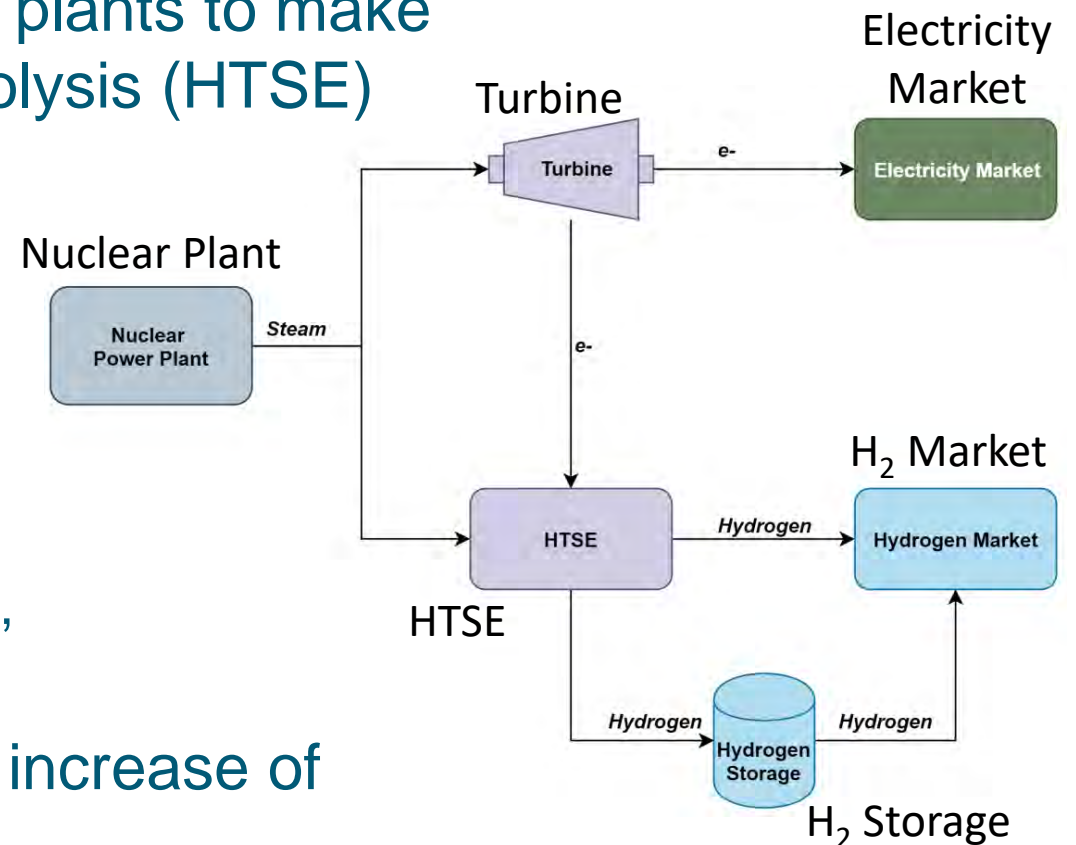 plants to make
olysis (HTSE)
Electricity
Market
Turbine
Turbine
e-
Electricity Market
Nuclear Plant
Nuclear
Power Plant
Steam
e-
H₂ Market
HTSE
Hydrogen
Hydrogen Market
HTSE
,
increase of
Hydrogen
Hydrogen
Storage
Hydrogen
H₂ Storage